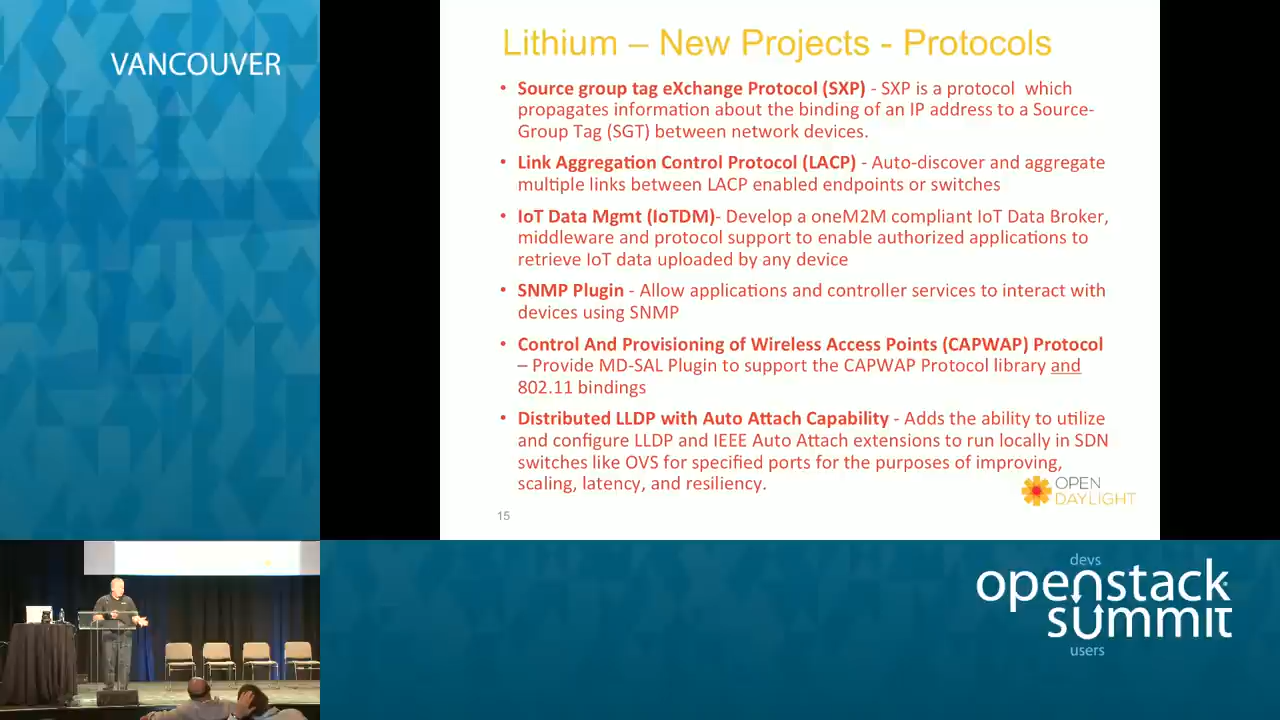 VANCOUVER
Lithium – New Projects - Protocols
• Source group tag eXchange Protocol (SXP) - SXP is a protocol which
propagates information about the binding of an IP address to a Source-
Group Tag (SGT) between network devices.
• Link Aggregation Control Protocol (LACP) - Auto-discover and aggregate
multiple links between LACP enabled endpoints or switches
• IoT Data Mgmt (IoTDM)- Develop a oneM2M compliant IoT Data Broker,
middleware and protocol support to enable authorized applications to
retrieve IoT data uploaded by any device
• SNMP Plugin - Allow applications and controller services to interact with
devices using SNMP
• Control And Provisioning of Wireless Access Points (CAPWAP) Protocol
– Provide MD-SAL Plugin to support the CAPWAP Protocol library and
802.11 bindings
• Distributed LLDP with Auto Attach Capability - Adds the ability to utilize
and configure LLDP and IEEE Auto Attach extensions to run locally in SDN
switches like OVS for specified ports for the purposes of improving,
scaling, latency, and resiliency.
OPEN
DAYLIGHT
15
devs
openstack
summit
users